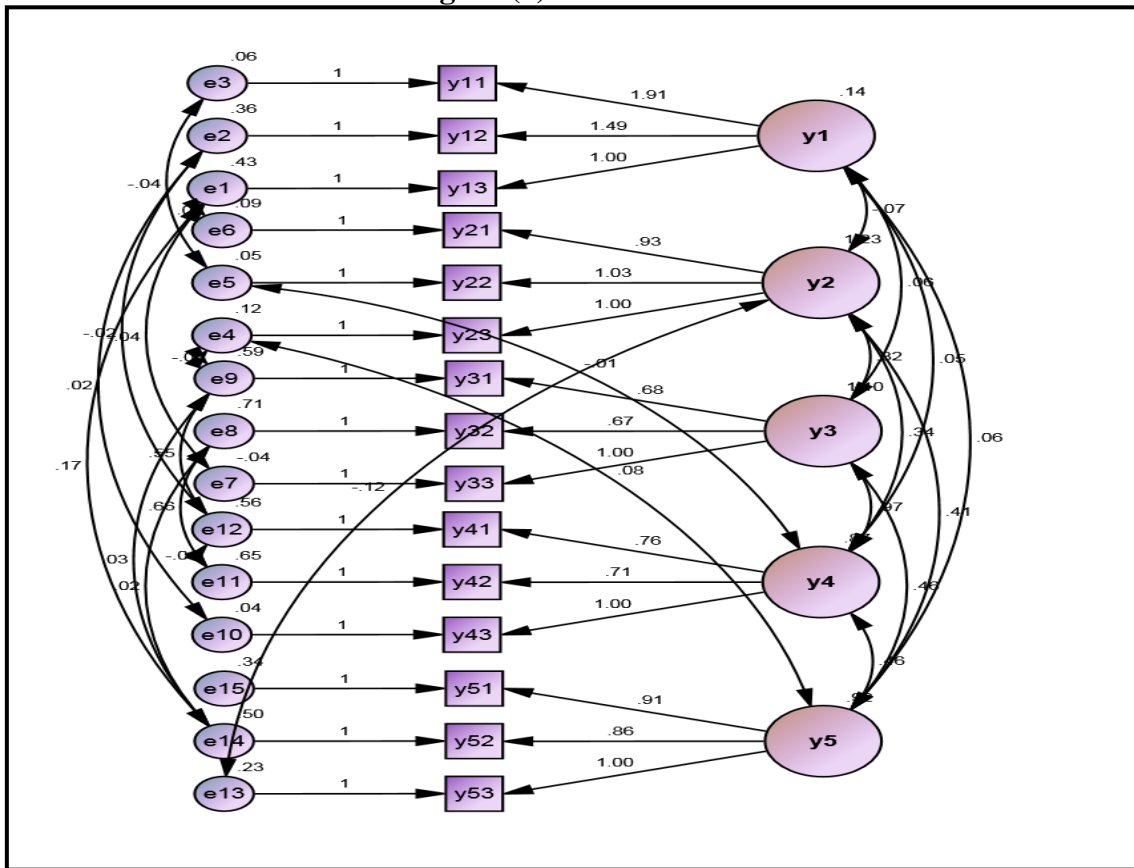 .06
e3 1 y11 1.91 .14
.36
e2 1 y12 1.49 y1
.43 1.00
e1 1 y13
-.04
.09 -.07
e6 1 y21 .93
.05
e5 1 y22 1.03 y2
.12 1.00 .06
e4 1 y23
.59 -.01 .05
e9 1 y31 .68
.02
.71
e8 1 y32 .67 y3 .34 .06
.17 -.04 1.00 .08
e7 1 y33
.56 -.12
e12 1 y41 .76 .41
.65
e11 1 y42 .71 y4
.03 .02 .04 1.00
e10 1 y43
.34
e15 1 y51 .91
.50
e14 1 y52 .86 y5
.23 1.00
e13 1 y53